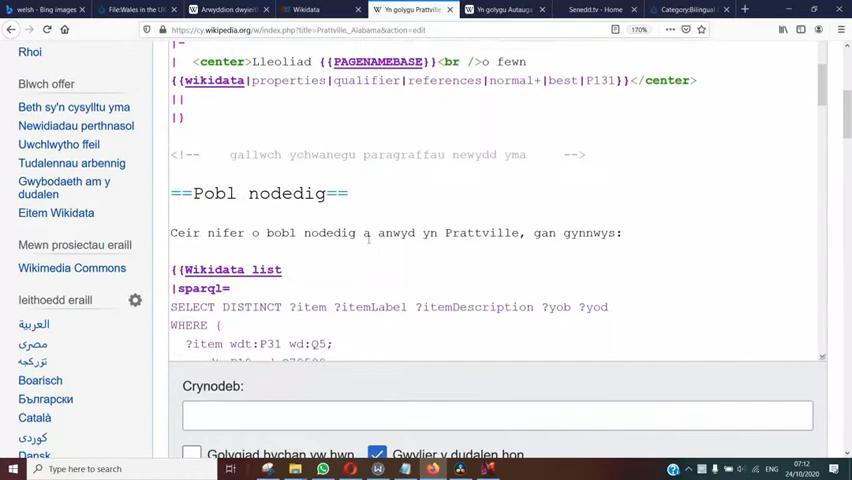 welsh - Bing images
File:Wales in the UK
Arwyddion dwyieith
Wikidata
Yn golygu Prattville
Yn golygu Autauga
Senedd.tv - Home
Category:Bilingual
https://cy.wikipedia.org/w/index.php?title=Prattville,_Alabama&action=edit
170%
Rhoi
Blwch offer
Beth sy'n cysylltu yma
Newidiadau perthnasol
Uwchlwytho ffeil
Tudalennau arbennig
Gwybodaeth am y
dudalen
Eitem Wikidata
Mewn prosiectau eraill
Wikimedia Commons
Ieithoedd eraill
العربية
مصرى
تۆرکجه
Boarisch
Български
Català
کوردی
Dansk
|-
| <center>Lleoliad {{PAGENAMEBASE}}<br />o fewn
{{wikidata|properties|qualifier|references|normal+|best|P131}}</center>
||
|}
<!-- gallwch ychwanegu paragraffau newydd yma -->
==Pobl nodedig==
Ceir nifer o bobl nodedig a anwyd yn Prattville, gan gynnwys:
{{Wikidata list
|sparql=
SELECT DISTINCT ?item ?itemLabel ?itemDescription ?yob ?yod
WHERE {
?item wdt:P31 wd:Q5;
Crynodeb:
Golygiad bychan yw hwn
Gwylier y dudalen hon
Type here to search
ENG
07:12
24/10/2020